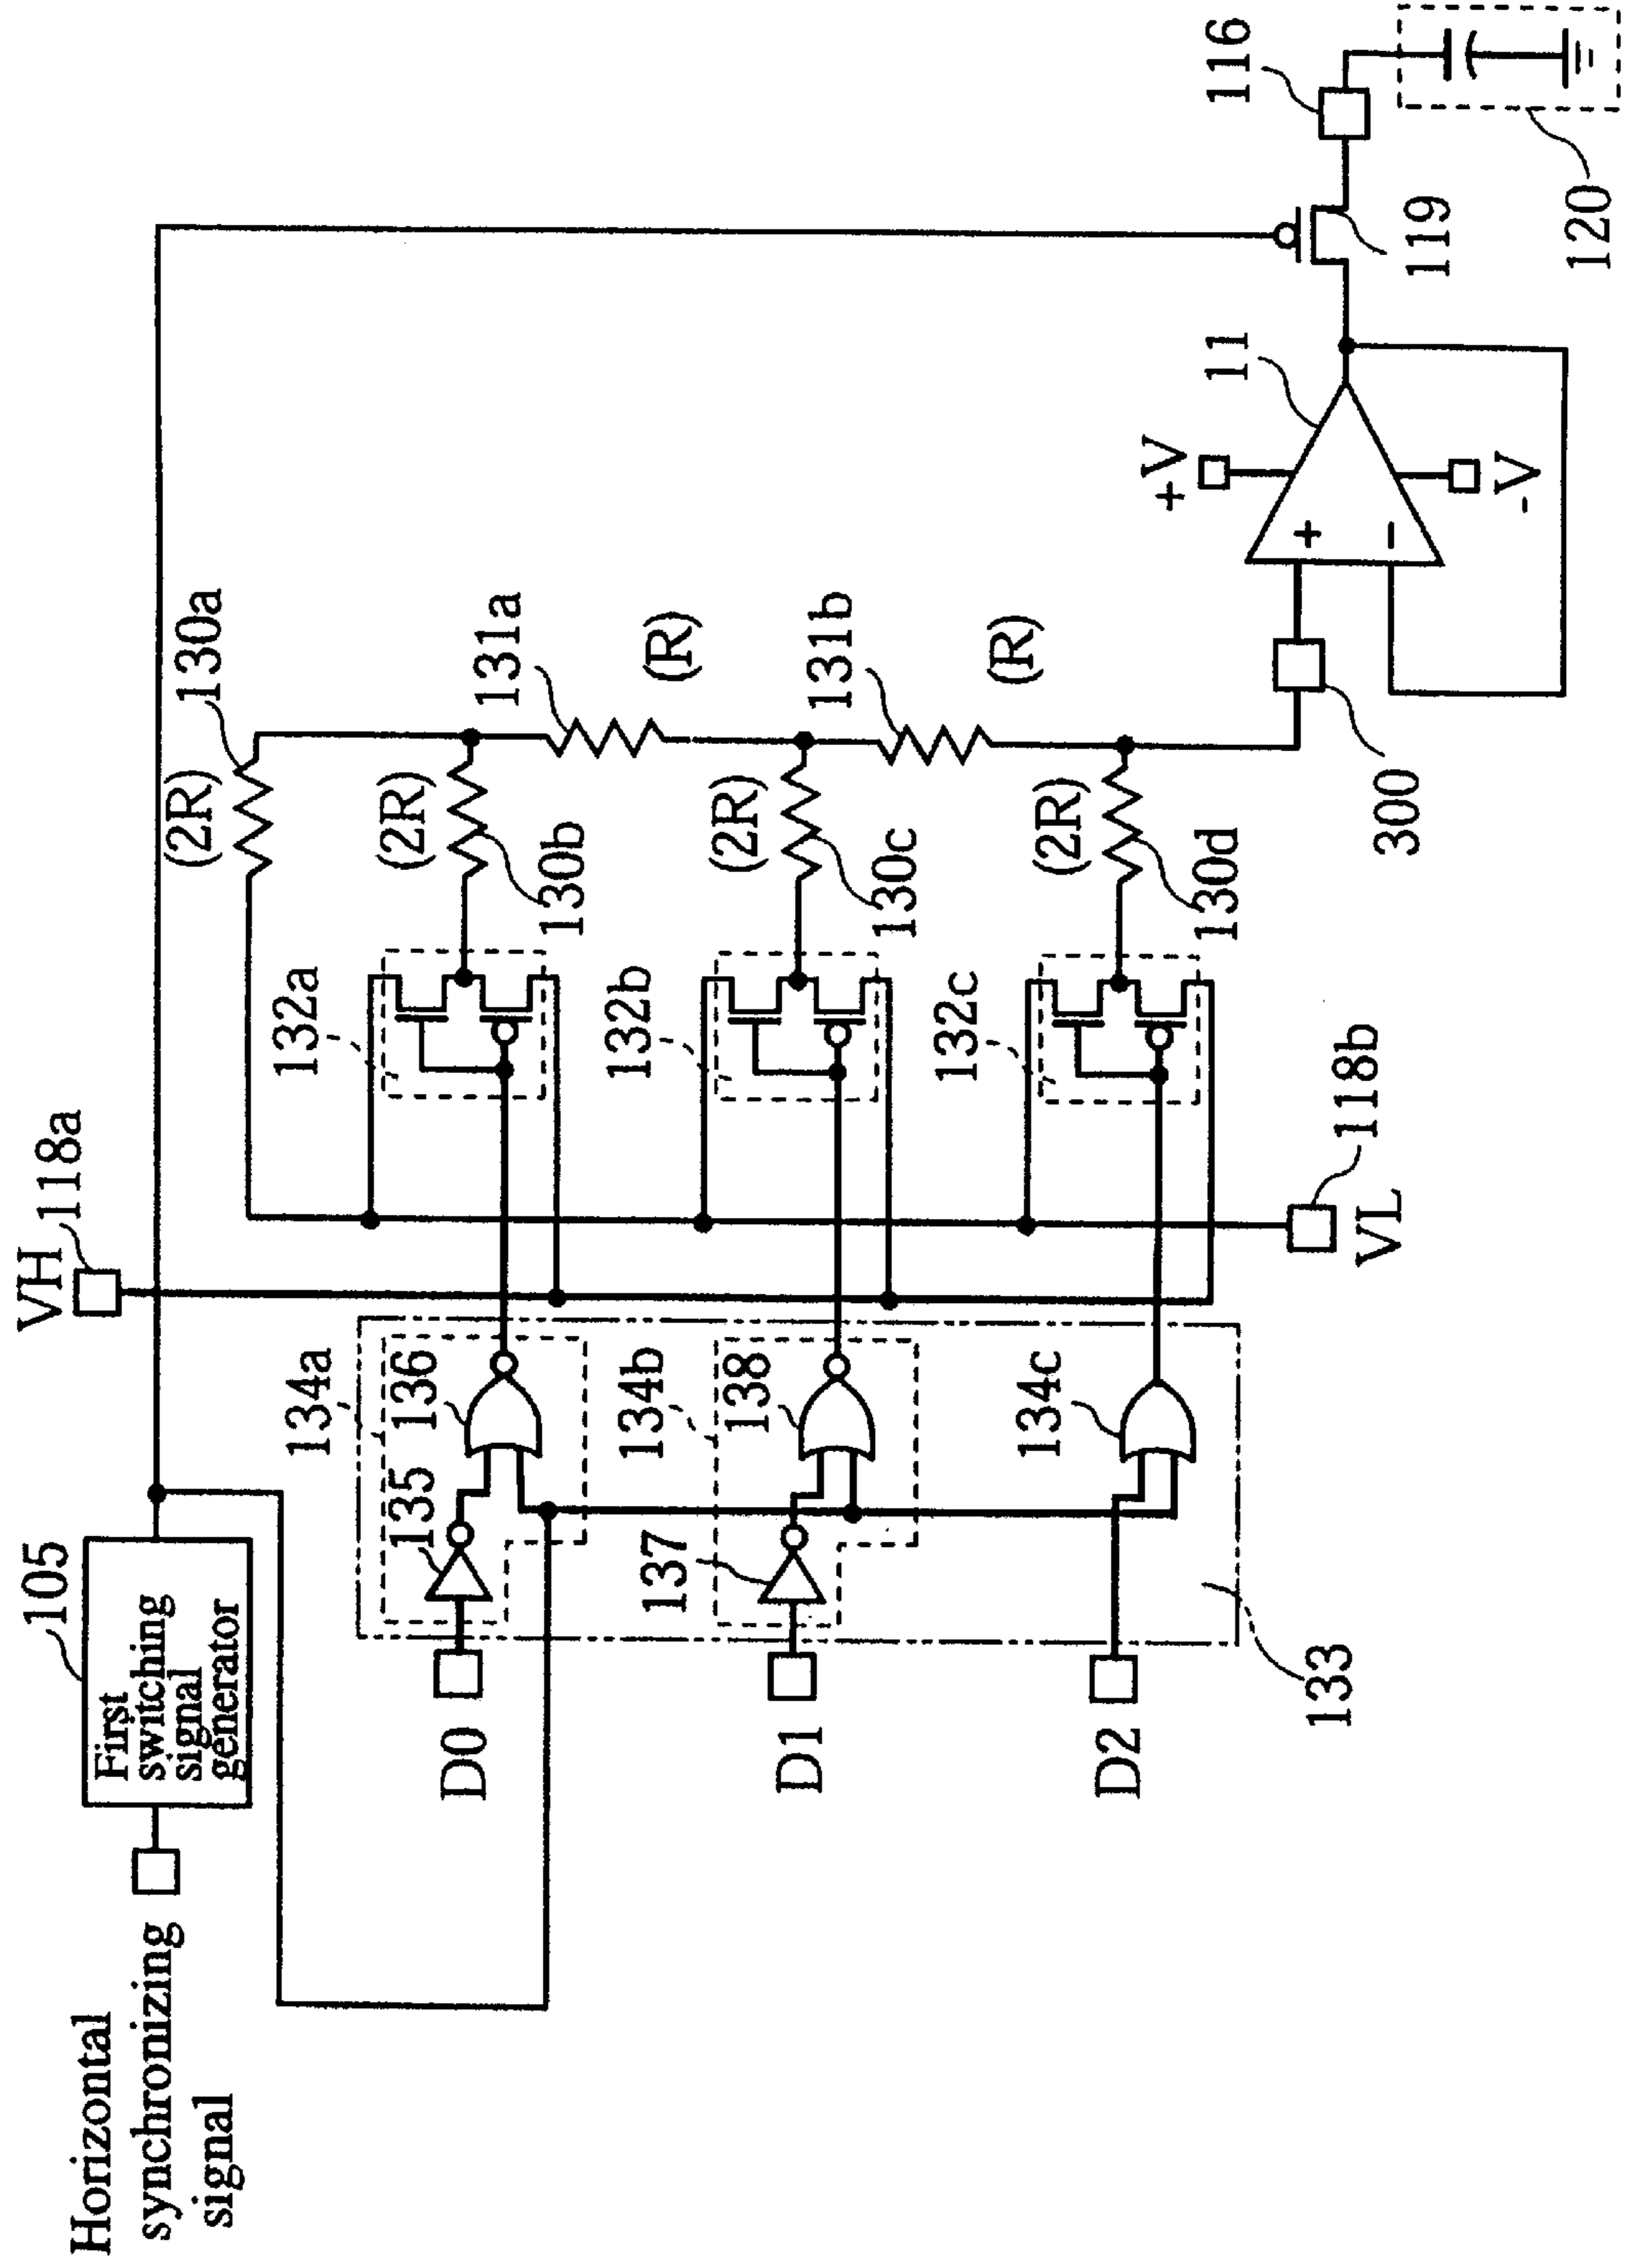 Horizontal
synchronizing
signal
105
First
switching
signal
generator
VH
118a
134a
135
136
134b
137
138
134c
133
D0
D1
D2
118b
VL
132a
132b
132c
130a
(2R)
(2R)
130b
(2R)
130c
(2R)
130d
131a
(R)
131b
(R)
300
+V
11
+
-
-V
119
116
120